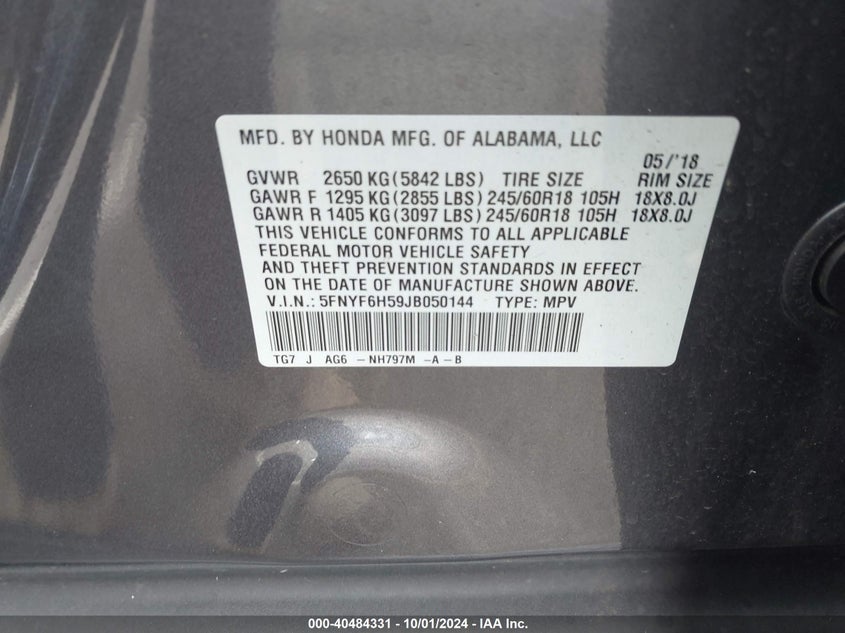 MFD. BY HONDA MFG. OF ALABAMA, LLC
05/'18
GVWR 2650 KG (5842 LBS) TIRE SIZE RIM SIZE
GAWR F 1295 KG (2855 LBS) 245/60R18 105H 18X8.0J
GAWR R 1405 KG (3097 LBS) 245/60R18 105H 18X8.0J
THIS VEHICLE CONFORMS TO ALL APPLICABLE
FEDERAL MOTOR VEHICLE SAFETY
AND THEFT PREVENTION STANDARDS IN EFFECT
ON THE DATE OF MANUFACTURE SHOWN ABOVE.
V.I.N.: 5FNYF6H59JB050144 TYPE: MPV
TG7 J AG6 -NH797M -A-B
000-40484331 - 10/01/2024 - IAA Inc.